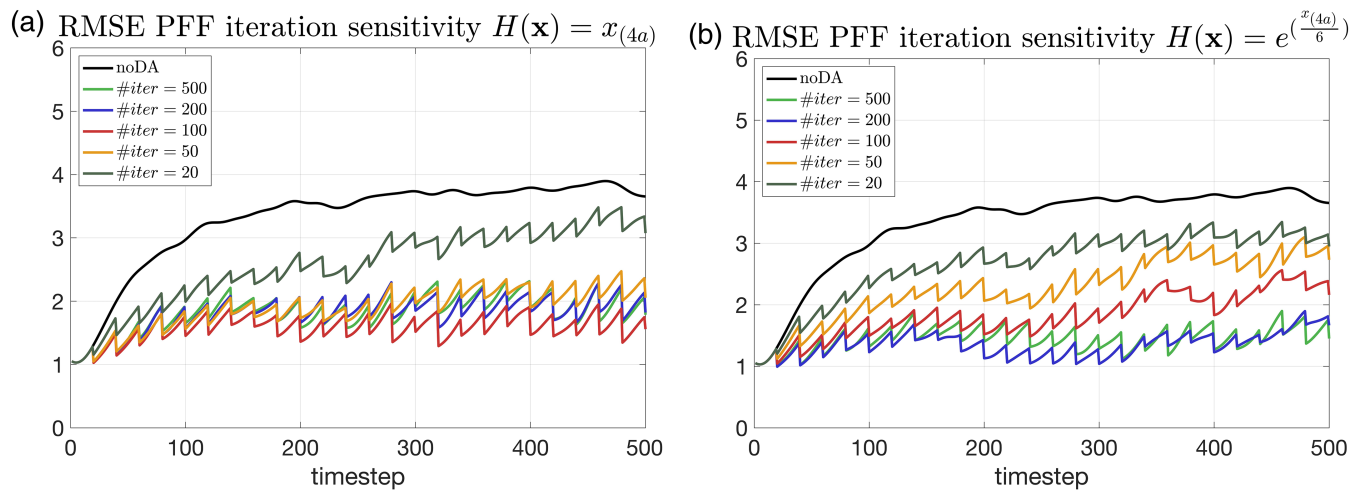 (a) RMSE PFF iteration sensitivity H(x) = x_(4a)
6
5
4
3
2
1
0
noDA
#iter = 500
#iter = 200
#iter = 100
#iter = 50
#iter = 20
0 100 200 300 400 500
timestep
(b) RMSE PFF iteration sensitivity H(x) = e^(x_(4a)/6)
6
5
4
3
2
1
0
noDA
#iter = 500
#iter = 200
#iter = 100
#iter = 50
#iter = 20
0 100 200 300 400 500
timestep